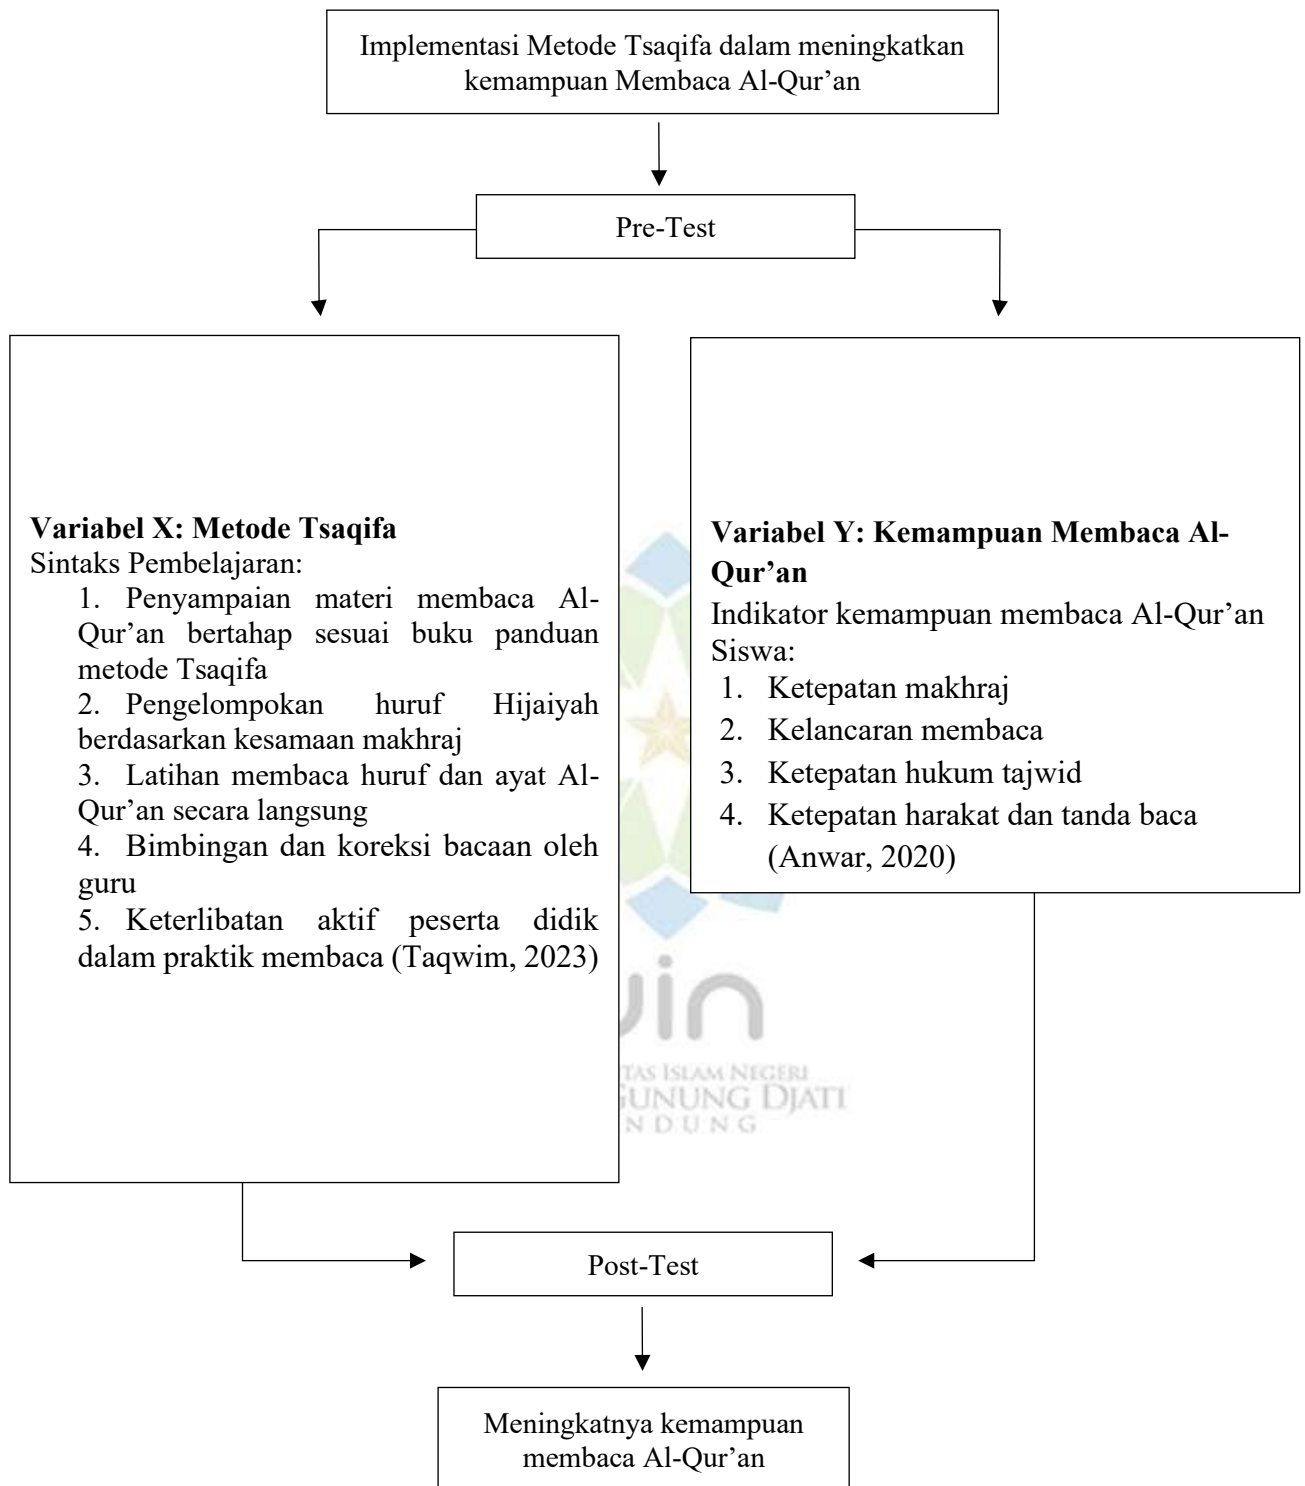 Implementasi Metode Tsaqifa dalam meningkatkan
kemampuan Membaca Al-Qur’an
Pre-Test
Variabel X: Metode Tsaqifa
Sintaks Pembelajaran:
1. Penyampaian materi membaca Al-
Qur’an bertahap sesuai buku panduan
metode Tsaqifa
2. Pengelompokan huruf Hijaiyah
berdasarkan kesamaan makhraj
3. Latihan membaca huruf dan ayat Al-
Qur’an secara langsung
4. Bimbingan dan koreksi bacaan oleh
guru
5. Keterlibatan aktif peserta didik
dalam praktik membaca (Taqwim, 2023)
Variabel Y: Kemampuan Membaca Al-
Qur’an
Indikator kemampuan membaca Al-Qur’an
Siswa:
1. Ketepatan makhraj
2. Kelancaran membaca
3. Ketepatan hukum tajwid
4. Ketepatan harakat dan tanda baca
(Anwar, 2020)
ISLAM NEGERI
GUNUNG DJATI
Post-Test
Meningkatnya kemampuan
membaca Al-Qur’an